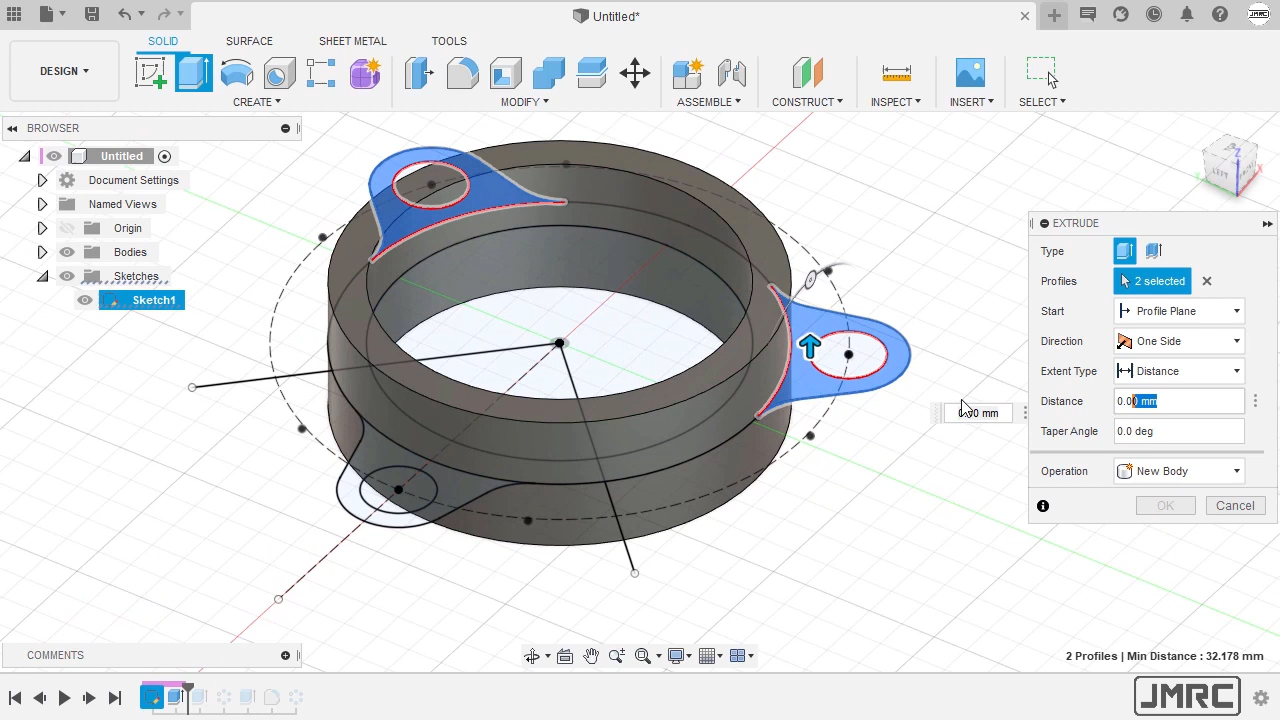 Untitled*
JMRC
SOLID
SURFACE
SHEET METAL
TOOLS
DESIGN
CREATE
MODIFY
ASSEMBLE
CONSTRUCT
INSPECT
INSERT
SELECT
BROWSER
Untitled
Document Settings
Named Views
Origin
Bodies
Sketches
Sketch1
Z
LEFT
EXTRUDE
Type
Profiles
2 selected
Start
Profile Plane
Direction
One Side
Extent Type
Distance
Distance
0.00 mm
Taper Angle
0.0 deg
Operation
New Body
OK
Cancel
COMMENTS
2 Profiles | Min Distance : 32.178 mm
JMRC